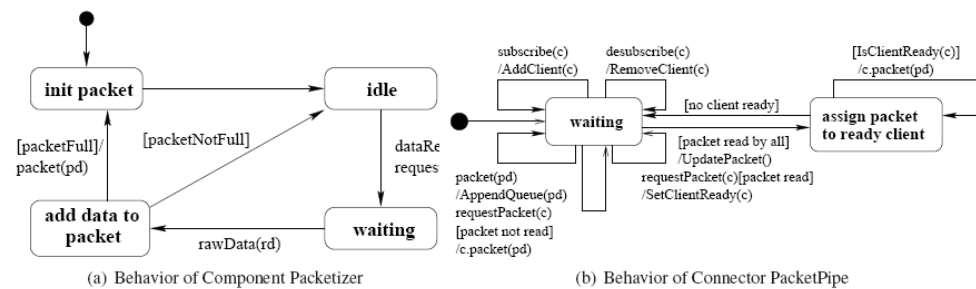 init packet
idle
[packetFull]/
packet(pd)
[packetNotFull]
dataRe
reques
add data to
packet
waiting
rawData(rd)
(a) Behavior of Component Packetizer
subscribe(c)
/AddClient(c)
desubscribe(c)
/RemoveClient(c)
[IsClientReady(c)]
/c.packet(pd)
[no client ready]
waiting
assign packet
to ready client
[packet read by all]
/UpdatePacket()
packet(pd)
/AppendQueue(pd)
requestPacket(c)
[packet not read]
/c.packet(pd)
requestPacket(c)[packet read]
/SetClientReady(c)
(b) Behavior of Connector PacketPipe